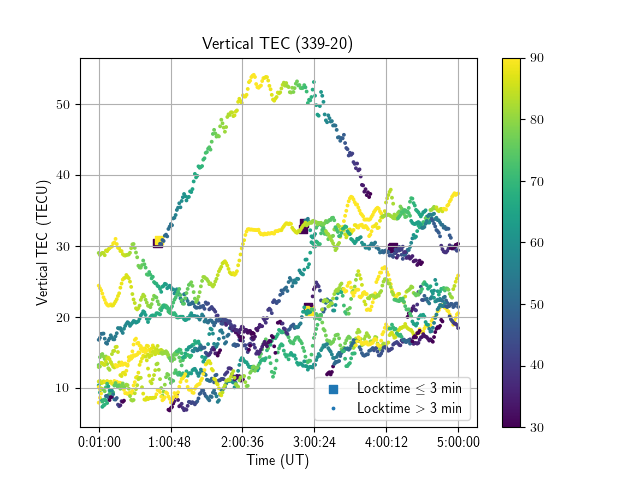 Vertical TEC (339-20)
Vertical TEC (TECU)
50
40
30
20
10
0:01:00 1:00:48 2:00:36 3:00:24 4:00:12 5:00:00
Time (UT)
Locktime ≤ 3 min
Locktime > 3 min
90
80
70
60
50
40
30